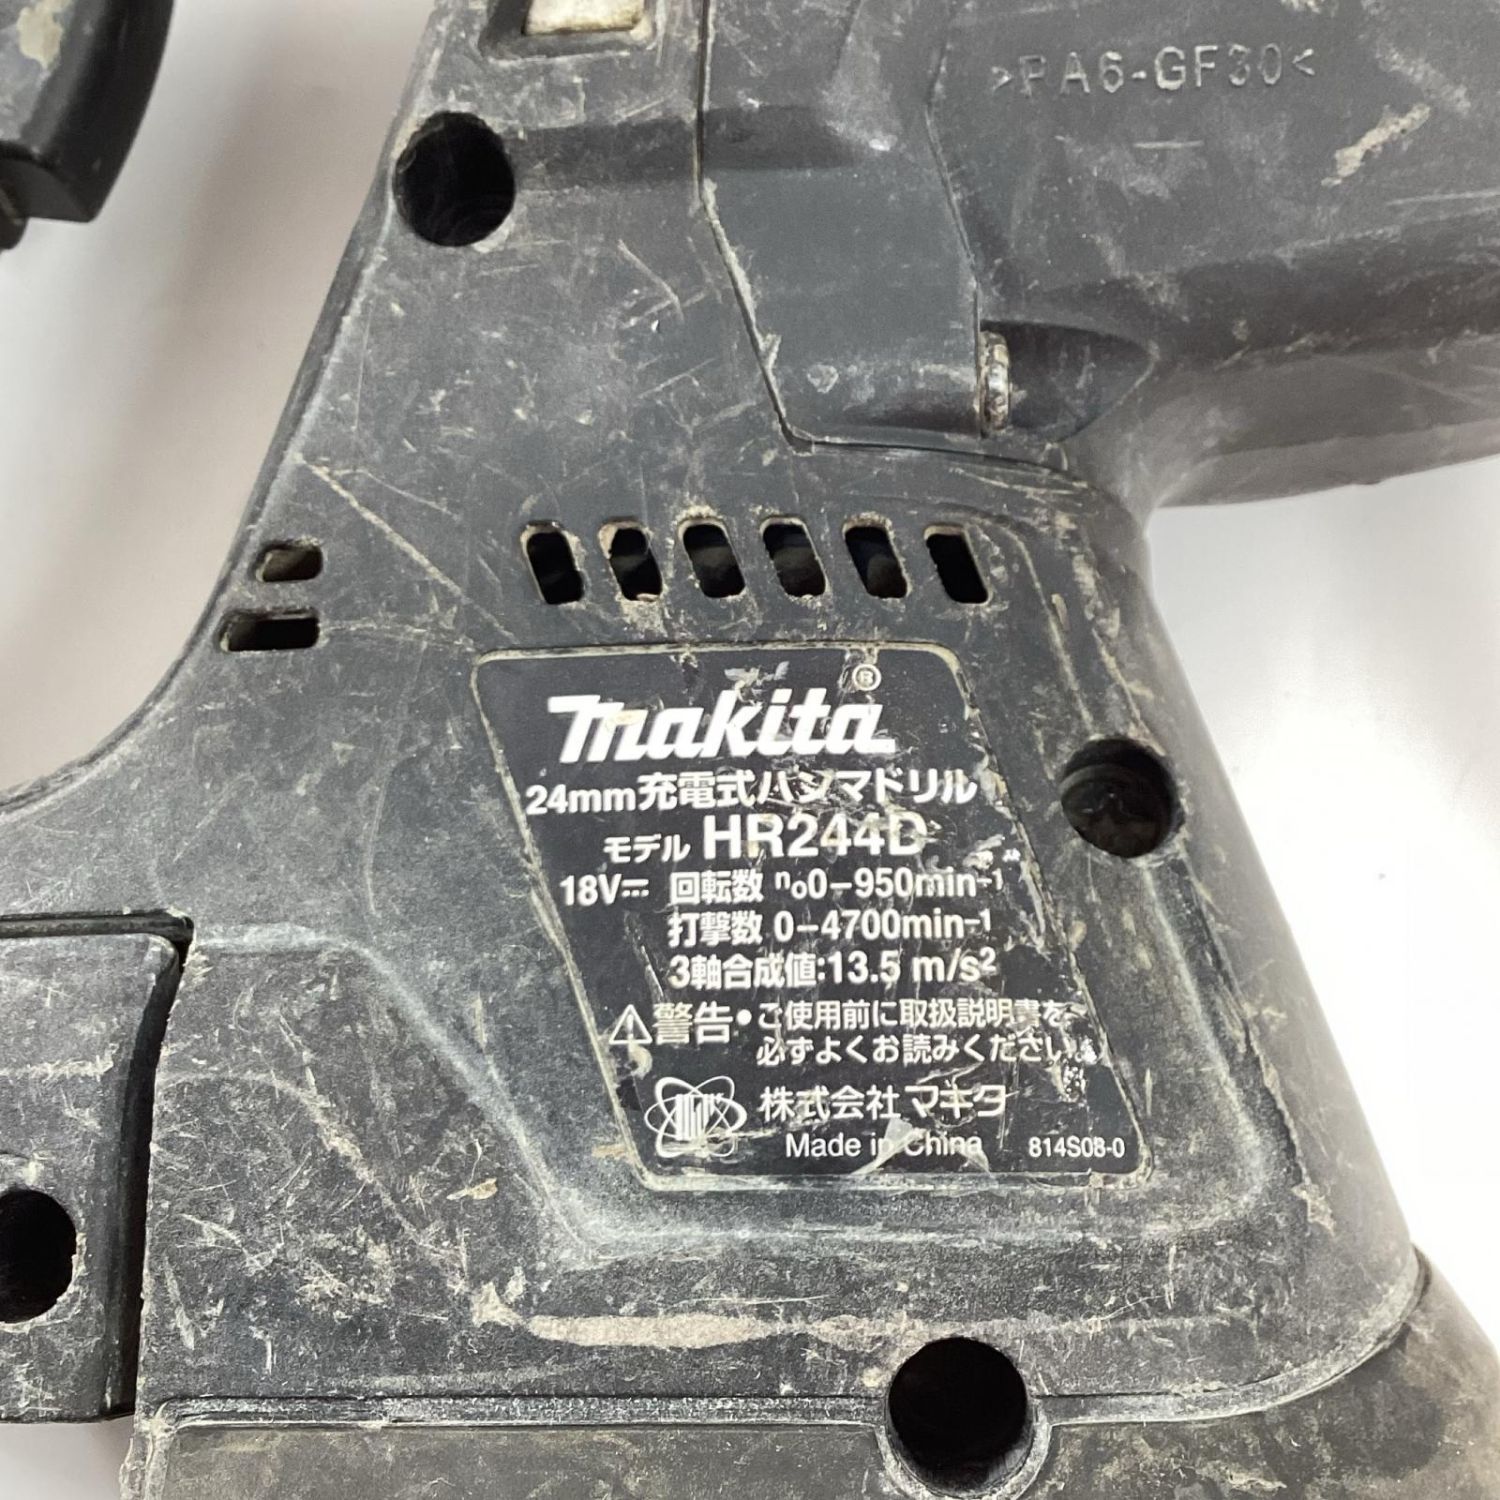 >PA6-GF30<
makita®
24mm充電式ハンマドリル
モデル HR244D
18V⎓ 回転数 n₀0-950min⁻¹
打撃数 0-4700min⁻¹
3軸合成値:13.5 m/s²
⚠警告•ご使用前に取扱説明書を
必ずよくお読みください。
株式会社マキタ
Made in China 814S08-0